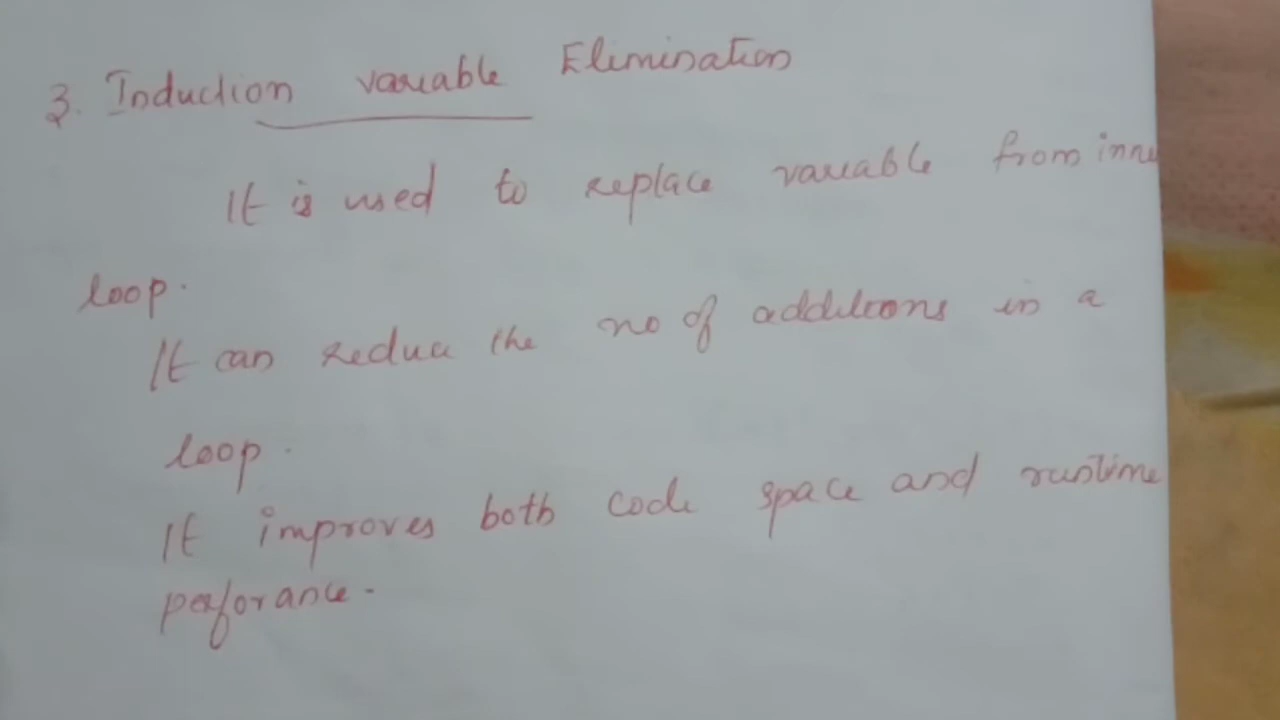 3. Induction variable Elimination
It is used to replace variable from inne
loop.
It can reduce the no of additions in a
loop.
It improves both code space and runtime
peforance.